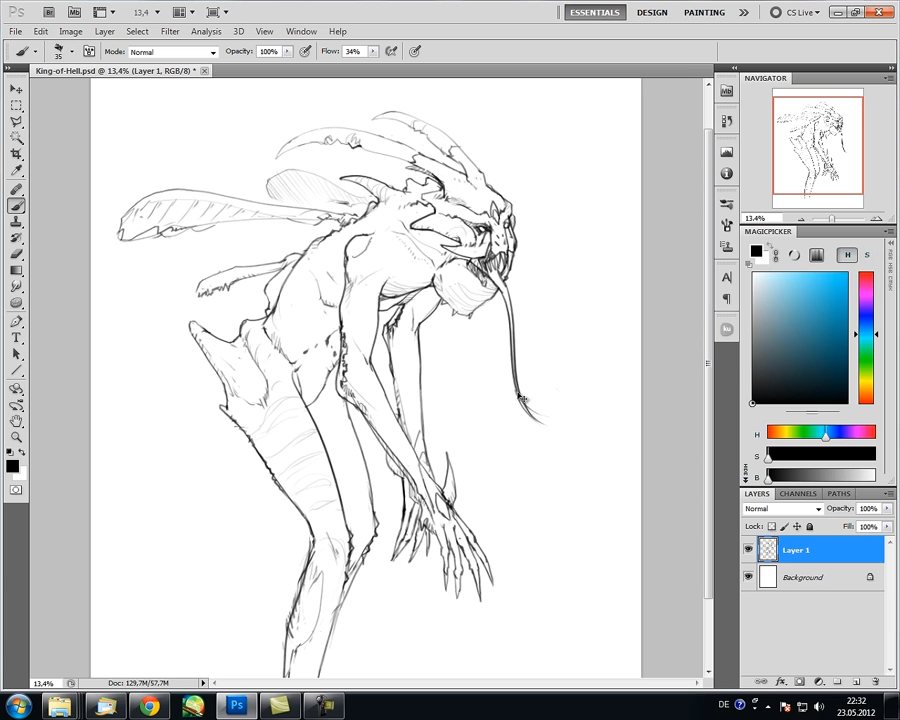 Ps Br Mb 13,4 ESSENTIALS DESIGN PAINTING CS Live
File Edit Image Layer Select Filter Analysis 3D View Window Help
35 Mode: Normal Opacity: 100% Flow: 34%
King-of-Hell.psd @ 13,4% (Layer 1, RGB/8) *
NAVIGATOR
13.4%
MAGICPICKER
H S
H
S
B
LAYERS CHANNELS PATHS
Normal Opacity: 100%
Lock: Fill: 100%
Layer 1
Background
13,4% Doc: 129,7M/57,7M
Ps DE 22:32
23.05.2012